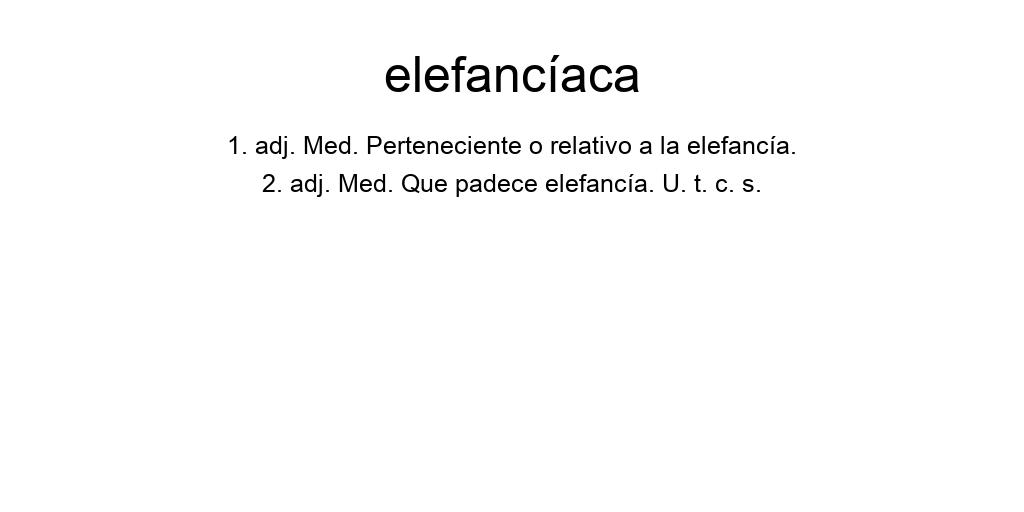 elefancíaca
1. adj. Med. Perteneciente o relativo a la elefancía.
2. adj. Med. Que padece elefancía. U. t. c. s.